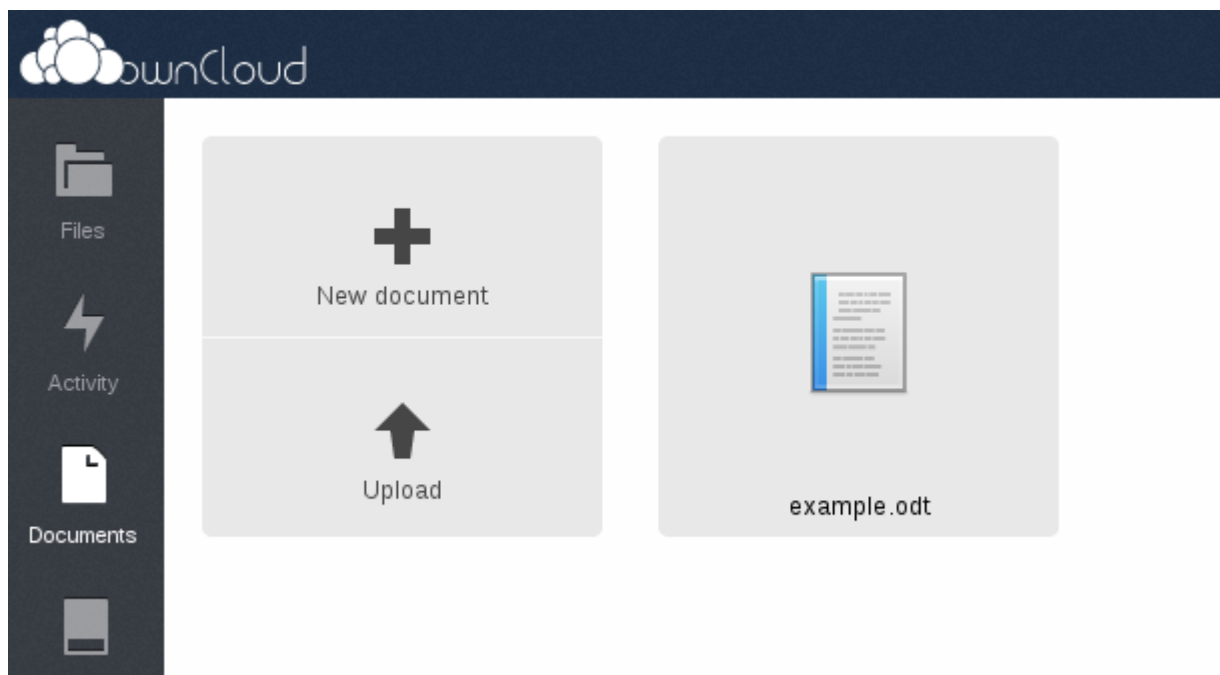 ownCloud
Files
Activity
Documents
New document
Upload
example.odt